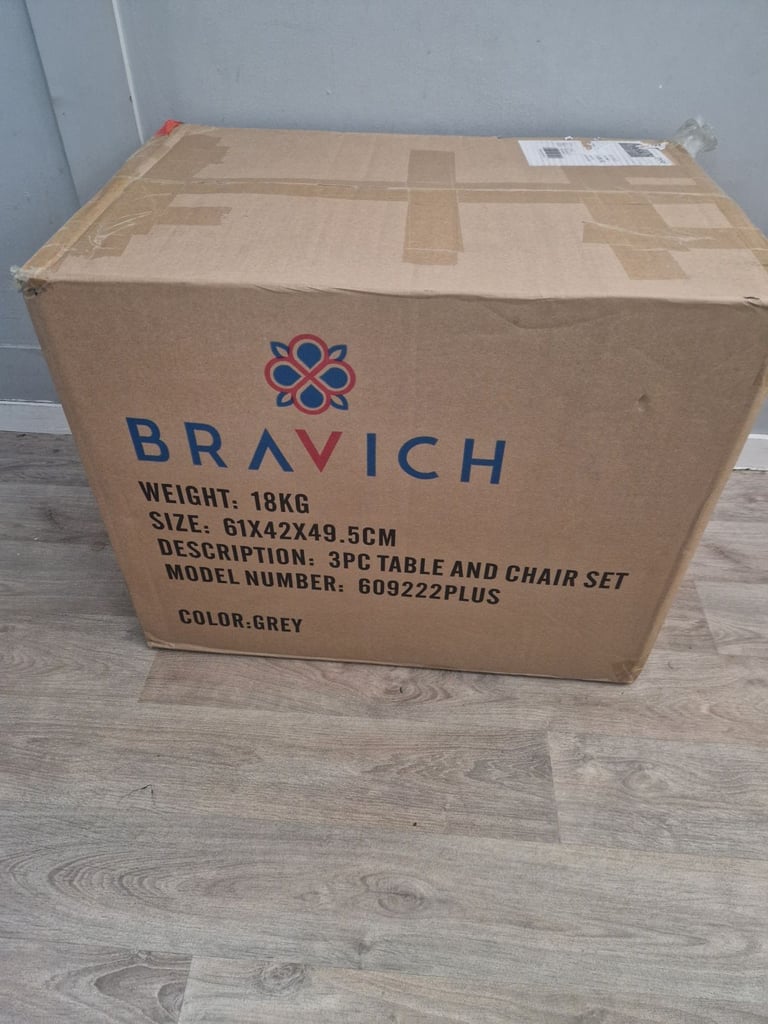 BRAVICH
WEIGHT: 18KG
SIZE: 61X42X49.5CM
DESCRIPTION: 3PC TABLE AND CHAIR SET
MODEL NUMBER: 609222PLUS
COLOR:GREY